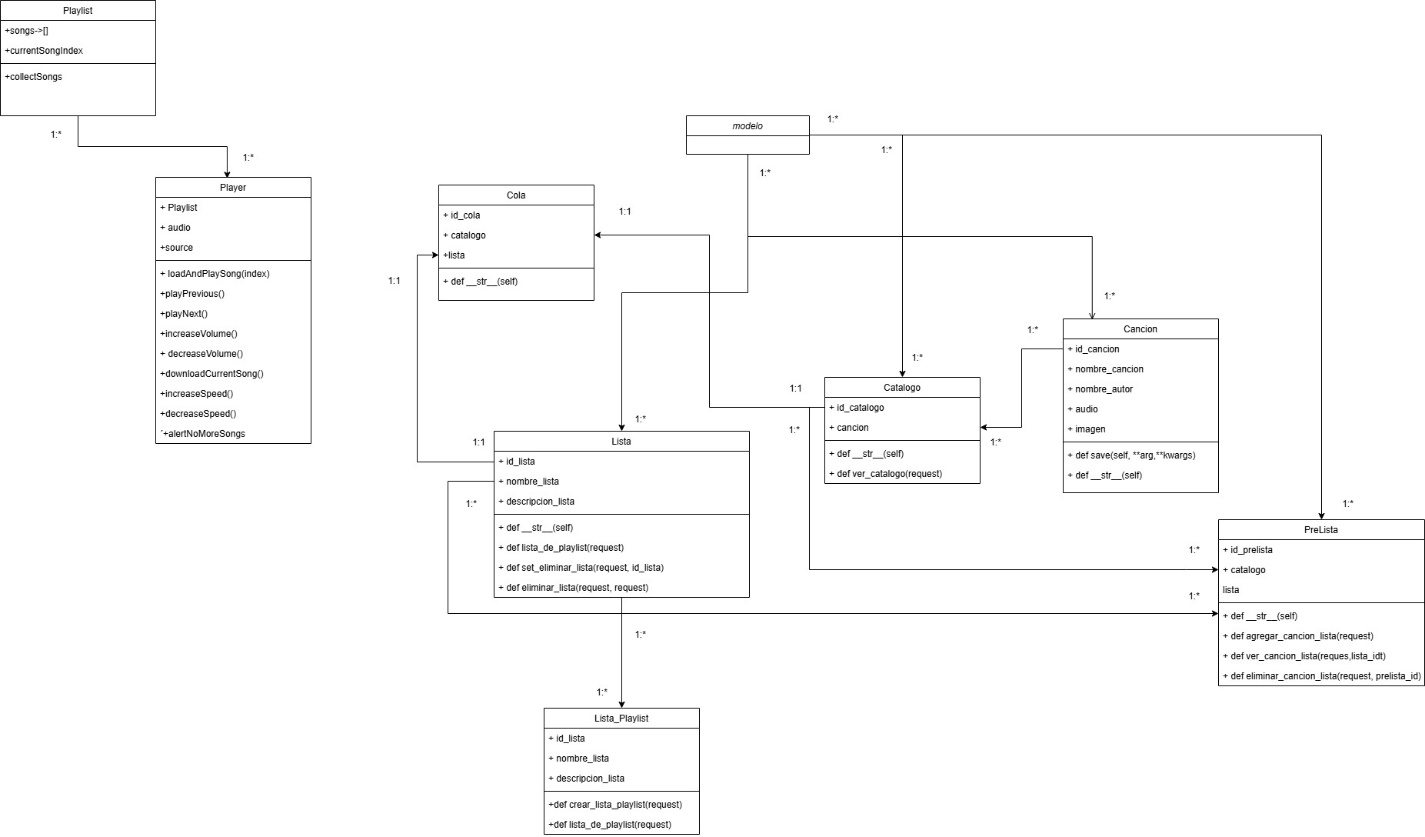 Playlist
+songs->[]
+currentSongIndex
+collectSongs
1:*
1:*
Player
+ Playlist
+ audio
+source
+ loadAndPlaySong(index)
+playPrevious()
+playNext()
+increaseVolume()
+ decreaseVolume()
+downloadCurrentSong()
+increaseSpeed()
+decreaseSpeed()
´+alertNoMoreSongs
modelo
1:*
1:*
1:*
Cola
+ id_cola
+ catalogo
+lista
+ def __str__(self)
1:1
1:1
1:*
1:*
1:*
Cancion
+ id_cancion
+ nombre_cancion
+ nombre_autor
+ audio
+ imagen
+ def save(self, **arg,**kwargs)
+ def __str__(self)
1:1
1:*
1:*
Catalogo
+ id_catalogo
+ cancion
+ def __str__(self)
+ def ver_catalogo(request)
1:*
1:1
1:*
Lista
+ id_lista
+ nombre_lista
+ descripcion_lista
+ def __str__(self)
+ def lista_de_playlist(request)
+ def set_eliminar_lista(request, id_lista)
+ def eliminar_lista(request, request)
1:*
1:*
1:*
PreLista
+ id_prelista
+ catalogo
lista
+ def __str__(self)
+ def agregar_cancion_lista(request)
+ def ver_cancion_lista(reques,lista_idt)
+ def eliminar_cancion_lista(request, prelista_id)
1:*
1:*
Lista_Playlist
+ id_lista
+ nombre_lista
+ descripcion_lista
+def crear_lista_playlist(request)
+def lista_de_playlist(request)